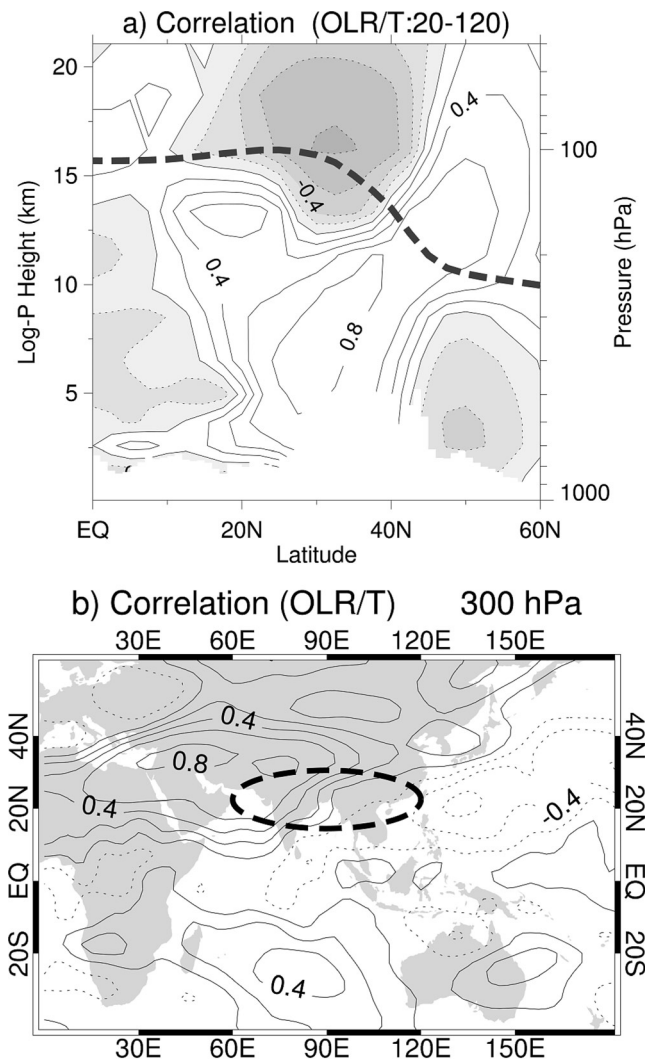 a) Correlation (OLR/T:20-120)
20
15
10
5
Log-P Height (km)
100
1000
Pressure (hPa)
0.4
-0.4
0.4
0.8
EQ 20N 40N 60N
Latitude
b) Correlation (OLR/T) 300 hPa
30E 60E 90E 120E 150E
40N 40N
20N 20N
EQ EQ
20S 20S
0.4
0.8
0.4
-0.4
0.4
30E 60E 90E 120E 150E